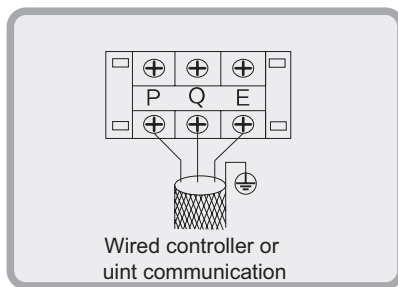 P Q E
Wired controller or
uint communication